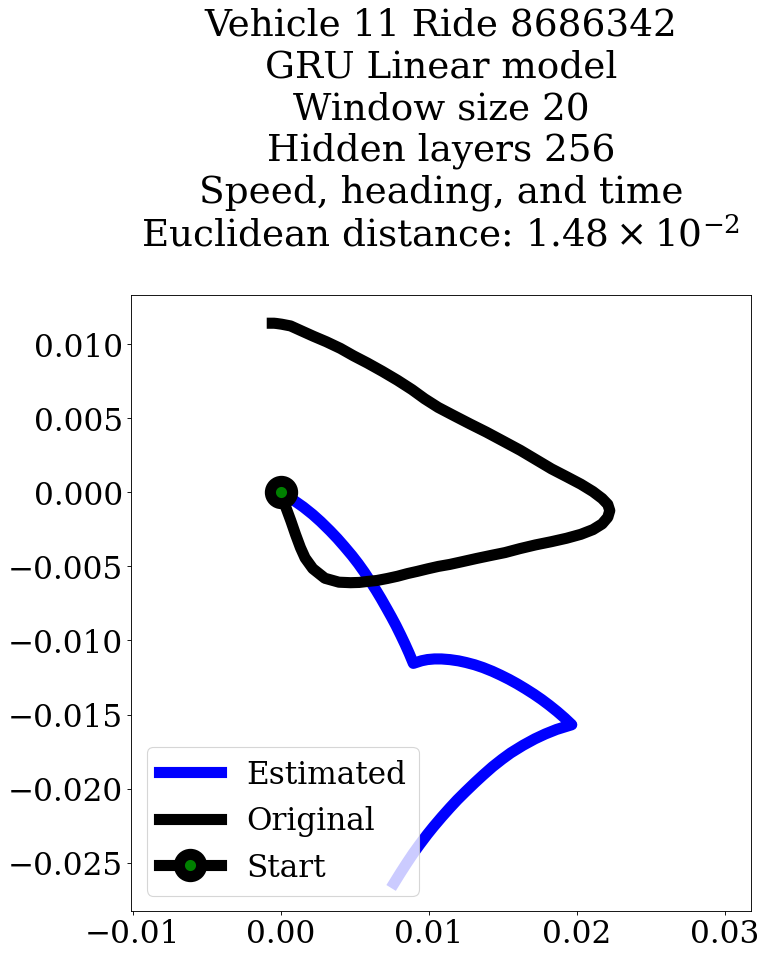 Vehicle 11 Ride 8686342
GRU Linear model
Window size 20
Hidden layers 256
Speed, heading, and time
Euclidean distance: 1.48 × 10⁻²
0.010
0.005
0.000
−0.005
−0.010
−0.015
−0.020
−0.025
Estimated
Original
Start
−0.01 0.00 0.01 0.02 0.03